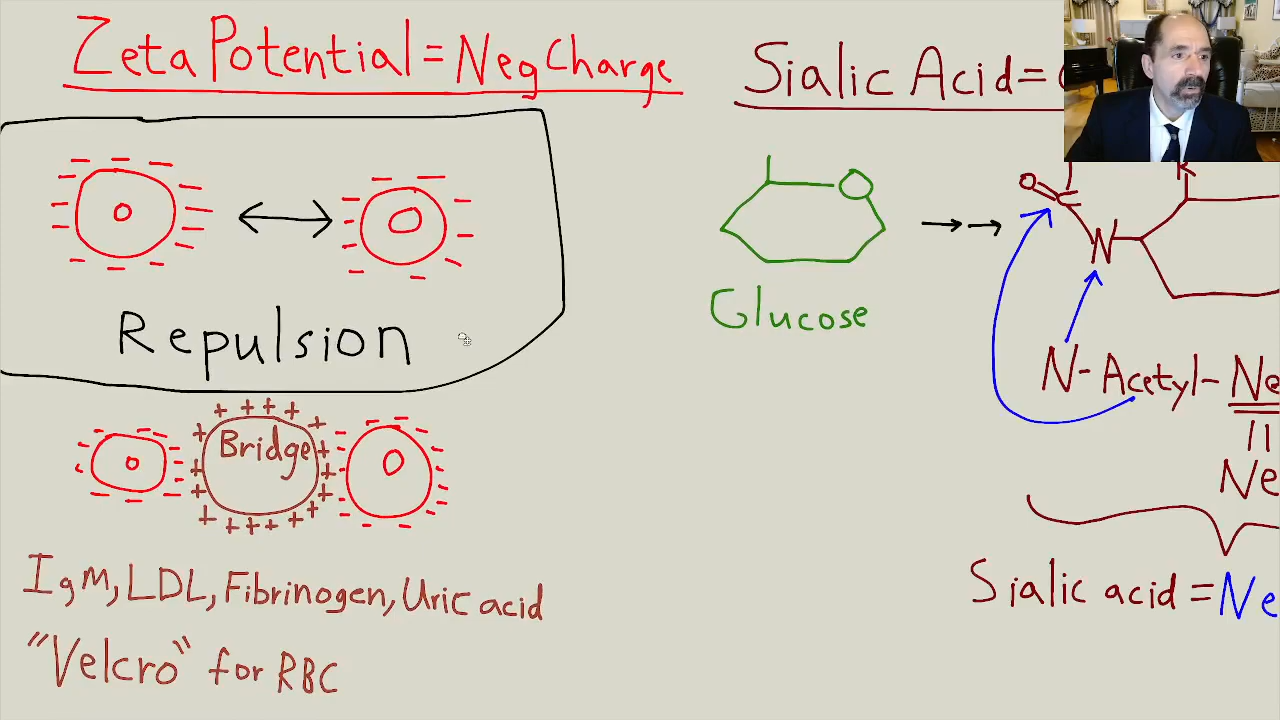 Zeta Potential = Neg Charge
Repulsion
Bridge
IgM, LDL, Fibrinogen, Uric acid
"Velcro" for RBC
Sialic Acid =
Glucose
O
C
N
N-Acetyl-Ne
Ne
Sialic acid = Ne